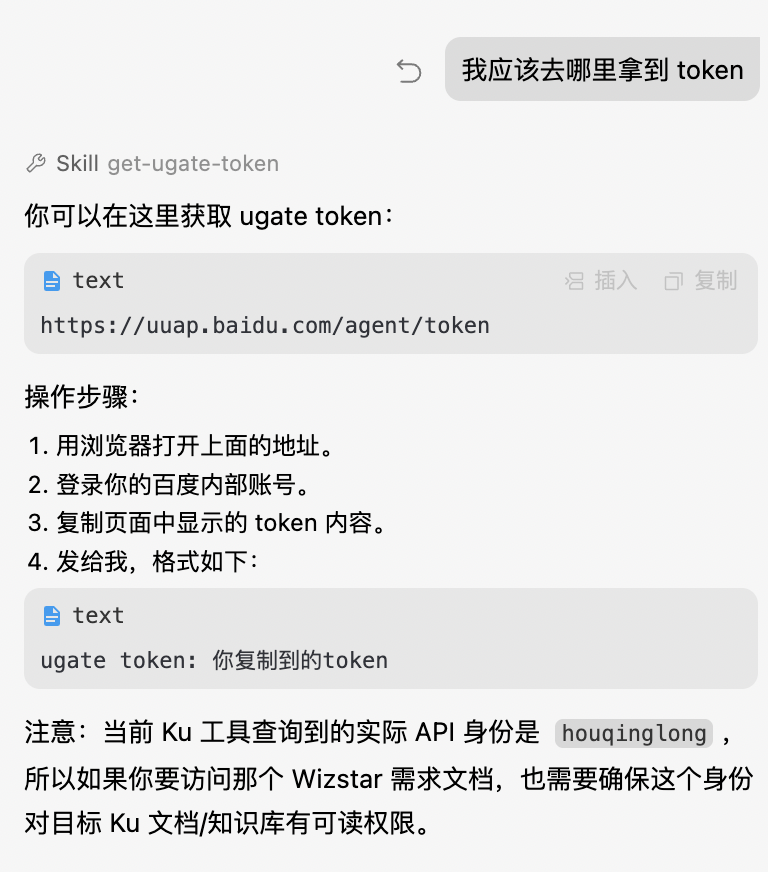 我应该去哪里拿到 token
Skill get-ugate-token
你可以在这里获取 ugate token：
text 插入 复制
https://uuap.baidu.com/agent/token
操作步骤：
1. 用浏览器打开上面的地址。
2. 登录你的百度内部账号。
3. 复制页面中显示的 token 内容。
4. 发给我，格式如下：
text
ugate token: 你复制到的token
注意：当前 Ku 工具查询到的实际 API 身份是 houqinglong，
所以如果你要访问那个 Wizstar 需求文档，也需要确保这个身份
对目标 Ku 文档/知识库有可读权限。